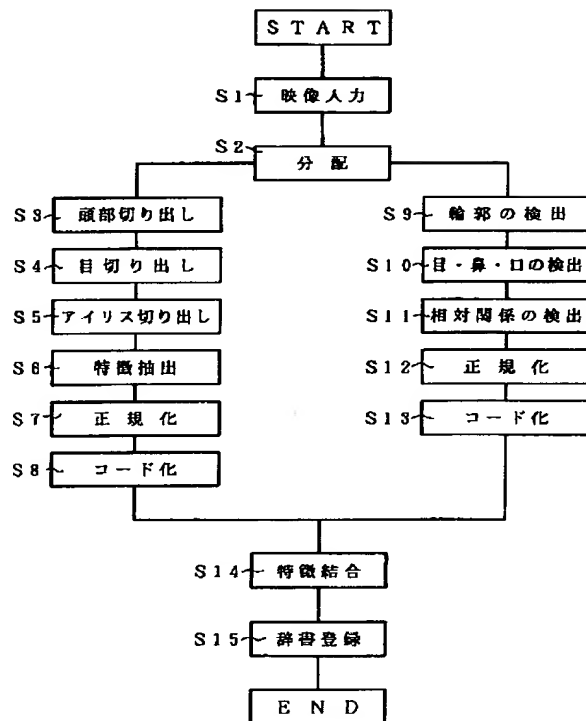 START
S1 映像入力
S2 分配
S3 頭部切り出し
S4 目切り出し
S5 アイリス切り出し
S6 特徴抽出
S7 正規化
S8 コード化
S9 輪郭の検出
S10 目・鼻・口の検出
S11 相対関係の検出
S12 正規化
S13 コード化
S14 特徴結合
S15 辞書登録
END